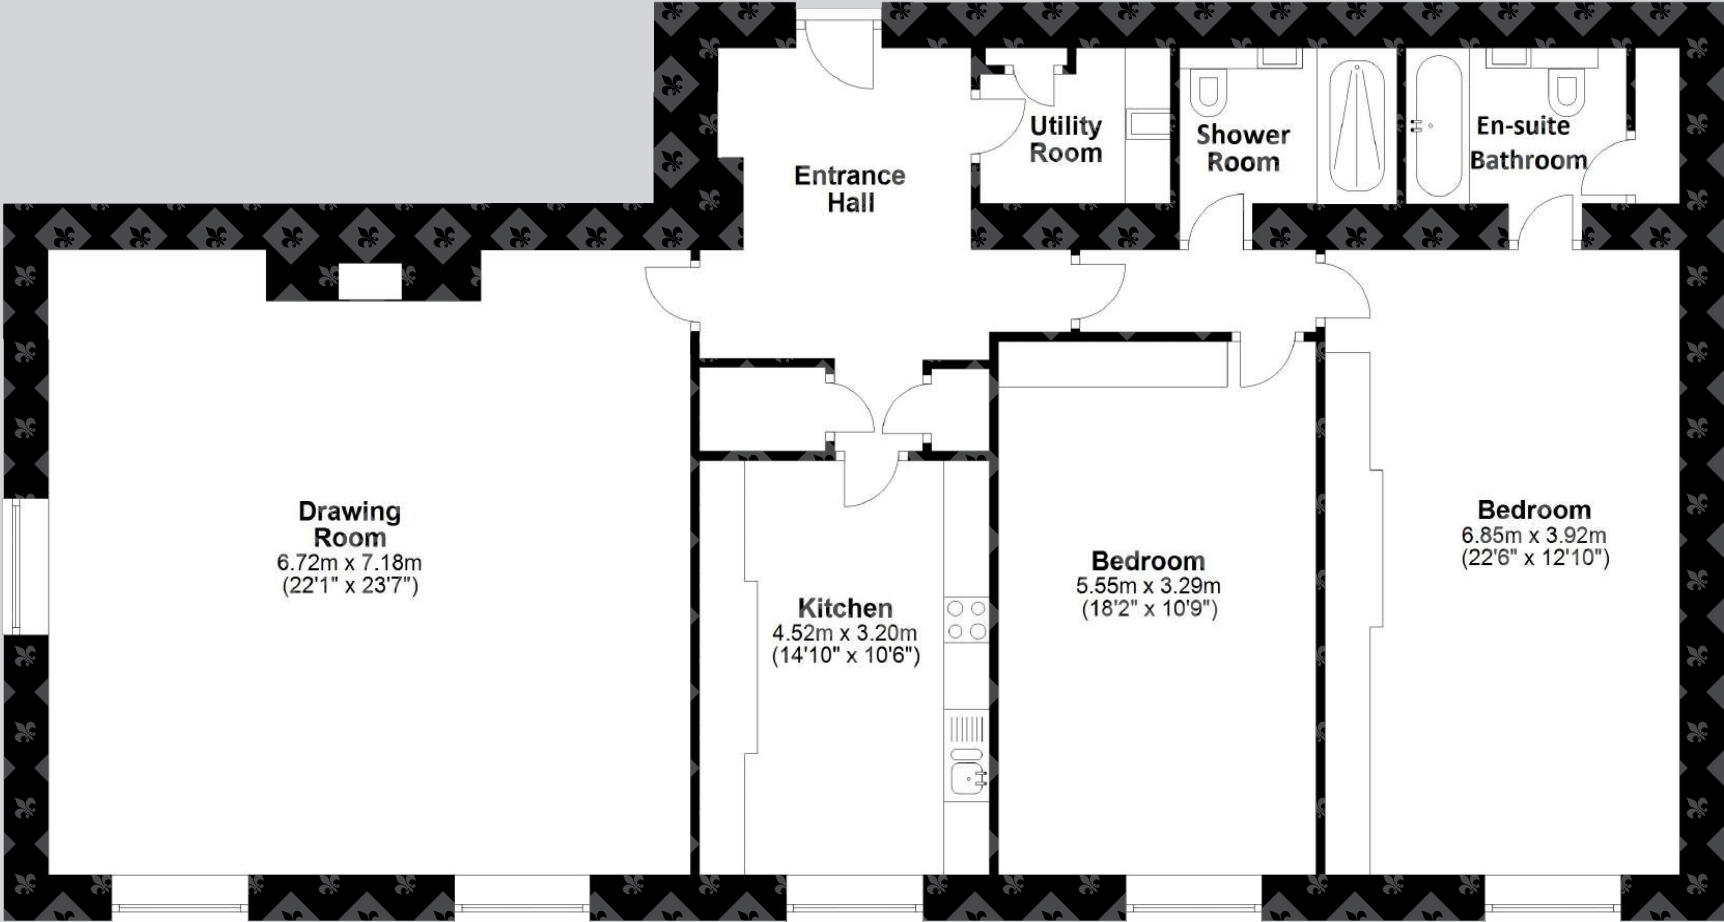 Entrance
Hall
Utility
Room
Shower
Room
En-suite
Bathroom
Drawing
Room
6.72m x 7.18m
(22'1" x 23'7")
Kitchen
4.52m x 3.20m
(14'10" x 10'6")
Bedroom
5.55m x 3.29m
(18'2" x 10'9")
Bedroom
6.85m x 3.92m
(22'6" x 12'10")